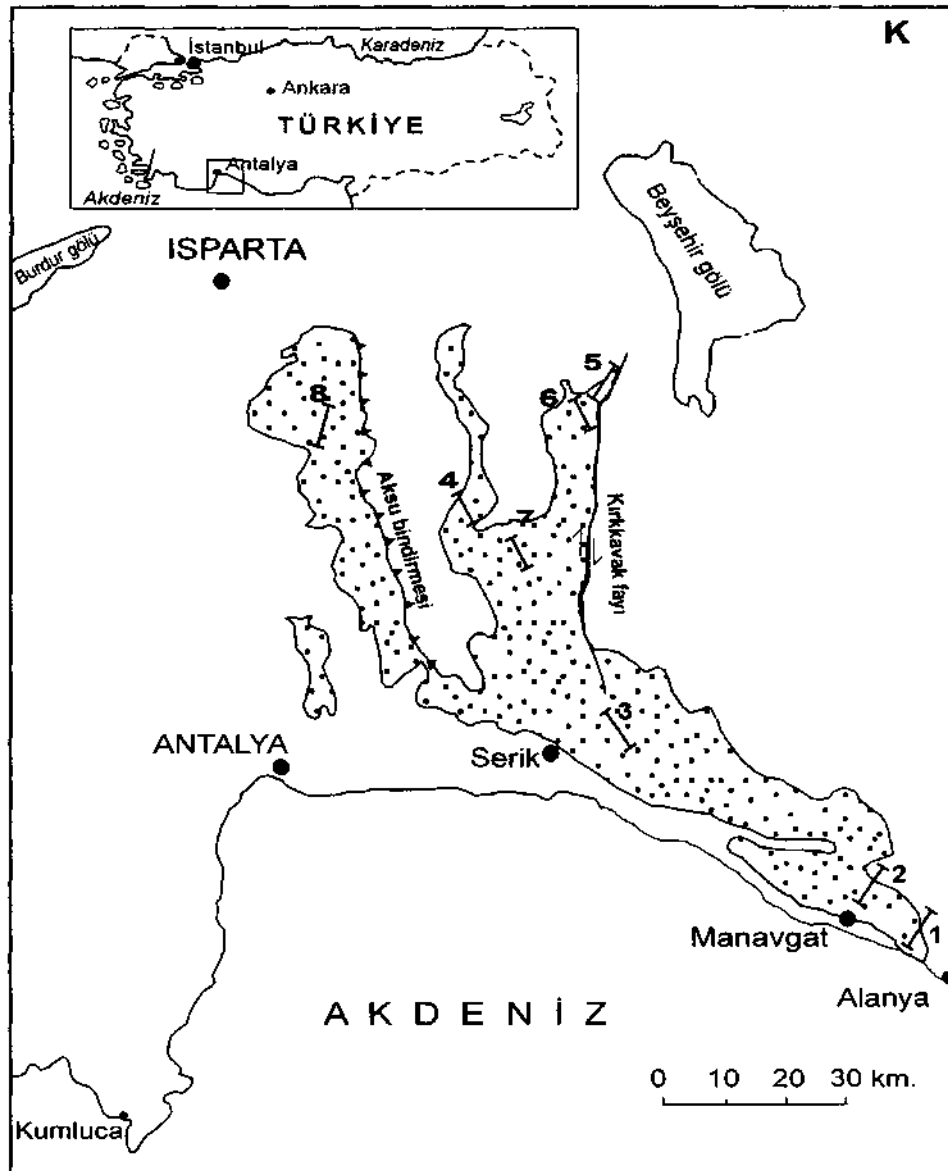 K
İstanbul
Karadeniz
Ankara
TÜRKİYE
Antalya
Akdeniz
Burdur gölü
ISPARTA
Beyşehir gölü
5
6
8
4
7
Aksu bindirmesi
Kırkkavak fayı
3
ANTALYA
Serik
2
1
Manavgat
Alanya
AKDENİZ
0 10 20 30 km.
Kumluca